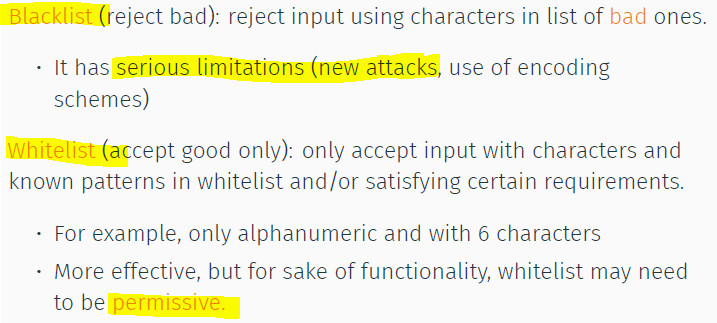 Blacklist (reject bad): reject input using characters in list of bad ones.
• It has serious limitations (new attacks, use of encoding
schemes)
Whitelist (accept good only): only accept input with characters and
known patterns in whitelist and/or satisfying certain requirements.
• For example, only alphanumeric and with 6 characters
• More effective, but for sake of functionality, whitelist may need
to be permissive.